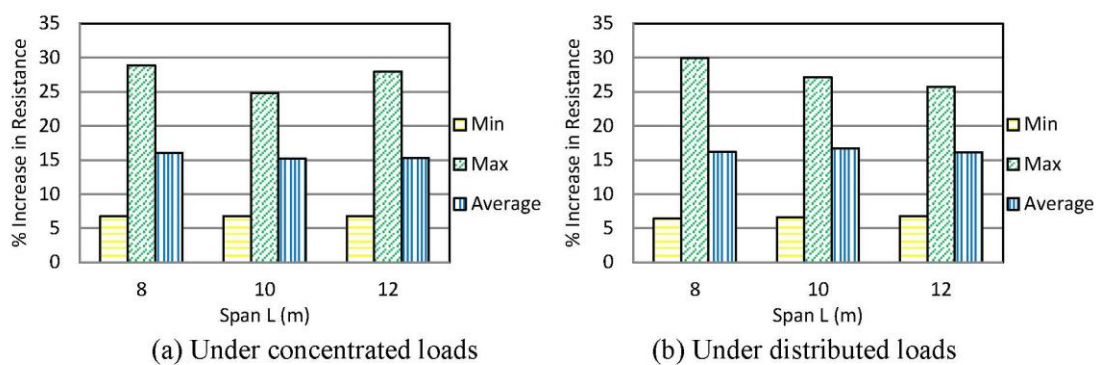 35
30
25
20
15
10
5
0
% Increase in Resistance
8 10 12
Span L (m)
Min
Max
Average
(a) Under concentrated loads
35
30
25
20
15
10
5
0
% Increase in Resistance
8 10 12
Span L (m)
Min
Max
Average
(b) Under distributed loads